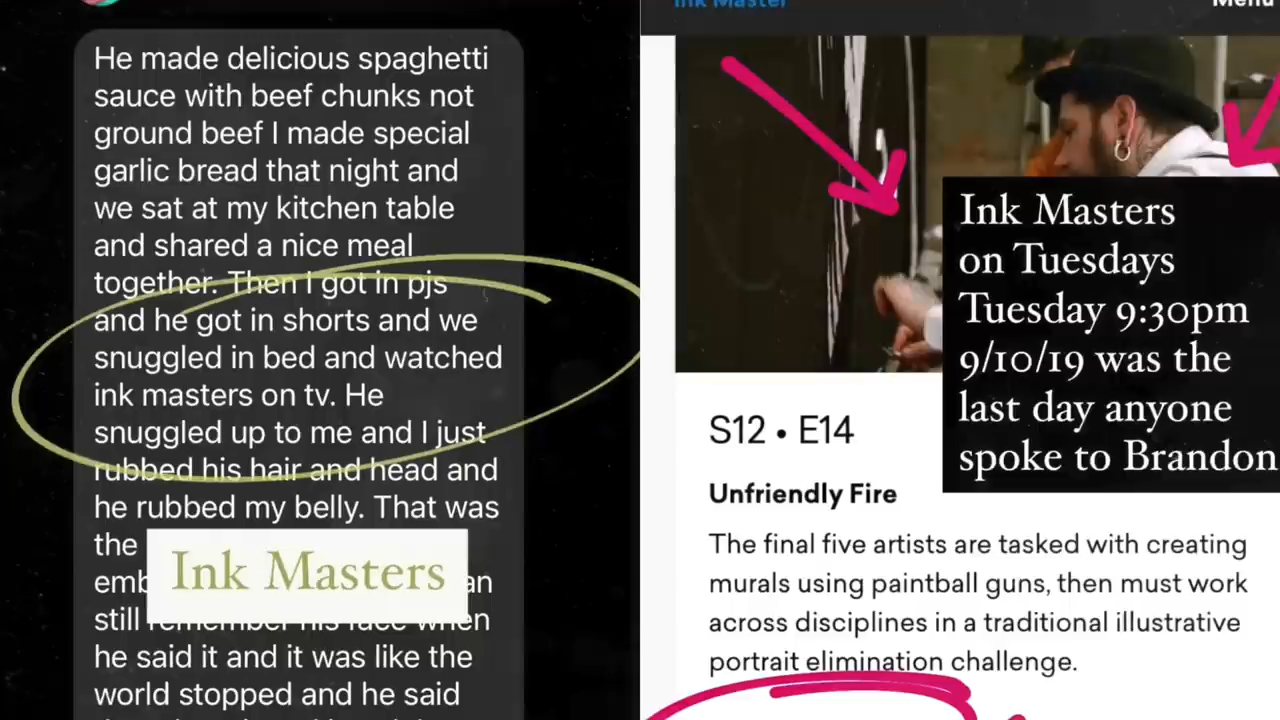 He made delicious spaghetti
sauce with beef chunks not
ground beef I made special
garlic bread that night and
we sat at my kitchen table
and shared a nice meal
together. Then I got in pjs
and he got in shorts and we
snuggled in bed and watched
ink masters on tv. He
snuggled up to me and I just
rubbed his hair and head and
he rubbed my belly. That was
the
emb
an
still remember his face when
he said it and it was like the
world stopped and he said
Ink Masters
Ink Master
Menu
Ink Masters
on Tuesdays
Tuesday 9:30pm
9/10/19 was the
last day anyone
spoke to Brandon
S12 • E14
Unfriendly Fire
The final five artists are tasked with creating
murals using paintball guns, then must work
across disciplines in a traditional illustrative
portrait elimination challenge.